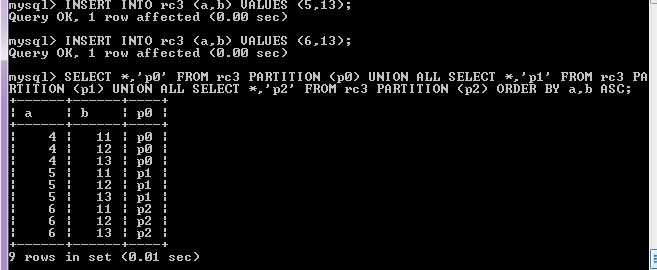 mysql> INSERT INTO rc3 (a,b) VALUES (5,13);
Query OK, 1 row affected (0.00 sec)
mysql> INSERT INTO rc3 (a,b) VALUES (6,13);
Query OK, 1 row affected (0.00 sec)
mysql> SELECT *,'p0' FROM rc3 PARTITION (p0) UNION ALL SELECT *,'p1' FROM rc3 PA
RTITION (p1) UNION ALL SELECT *,'p2' FROM rc3 PARTITION (p2) ORDER BY a,b ASC;
+------+------+----+
| a    | b    | p0 |
+------+------+----+
|    4 |   11 | p0 |
|    4 |   12 | p0 |
|    4 |   13 | p0 |
|    5 |   11 | p1 |
|    5 |   12 | p1 |
|    5 |   13 | p1 |
|    6 |   11 | p2 |
|    6 |   12 | p2 |
|    6 |   13 | p2 |
+------+------+----+
9 rows in set (0.01 sec)